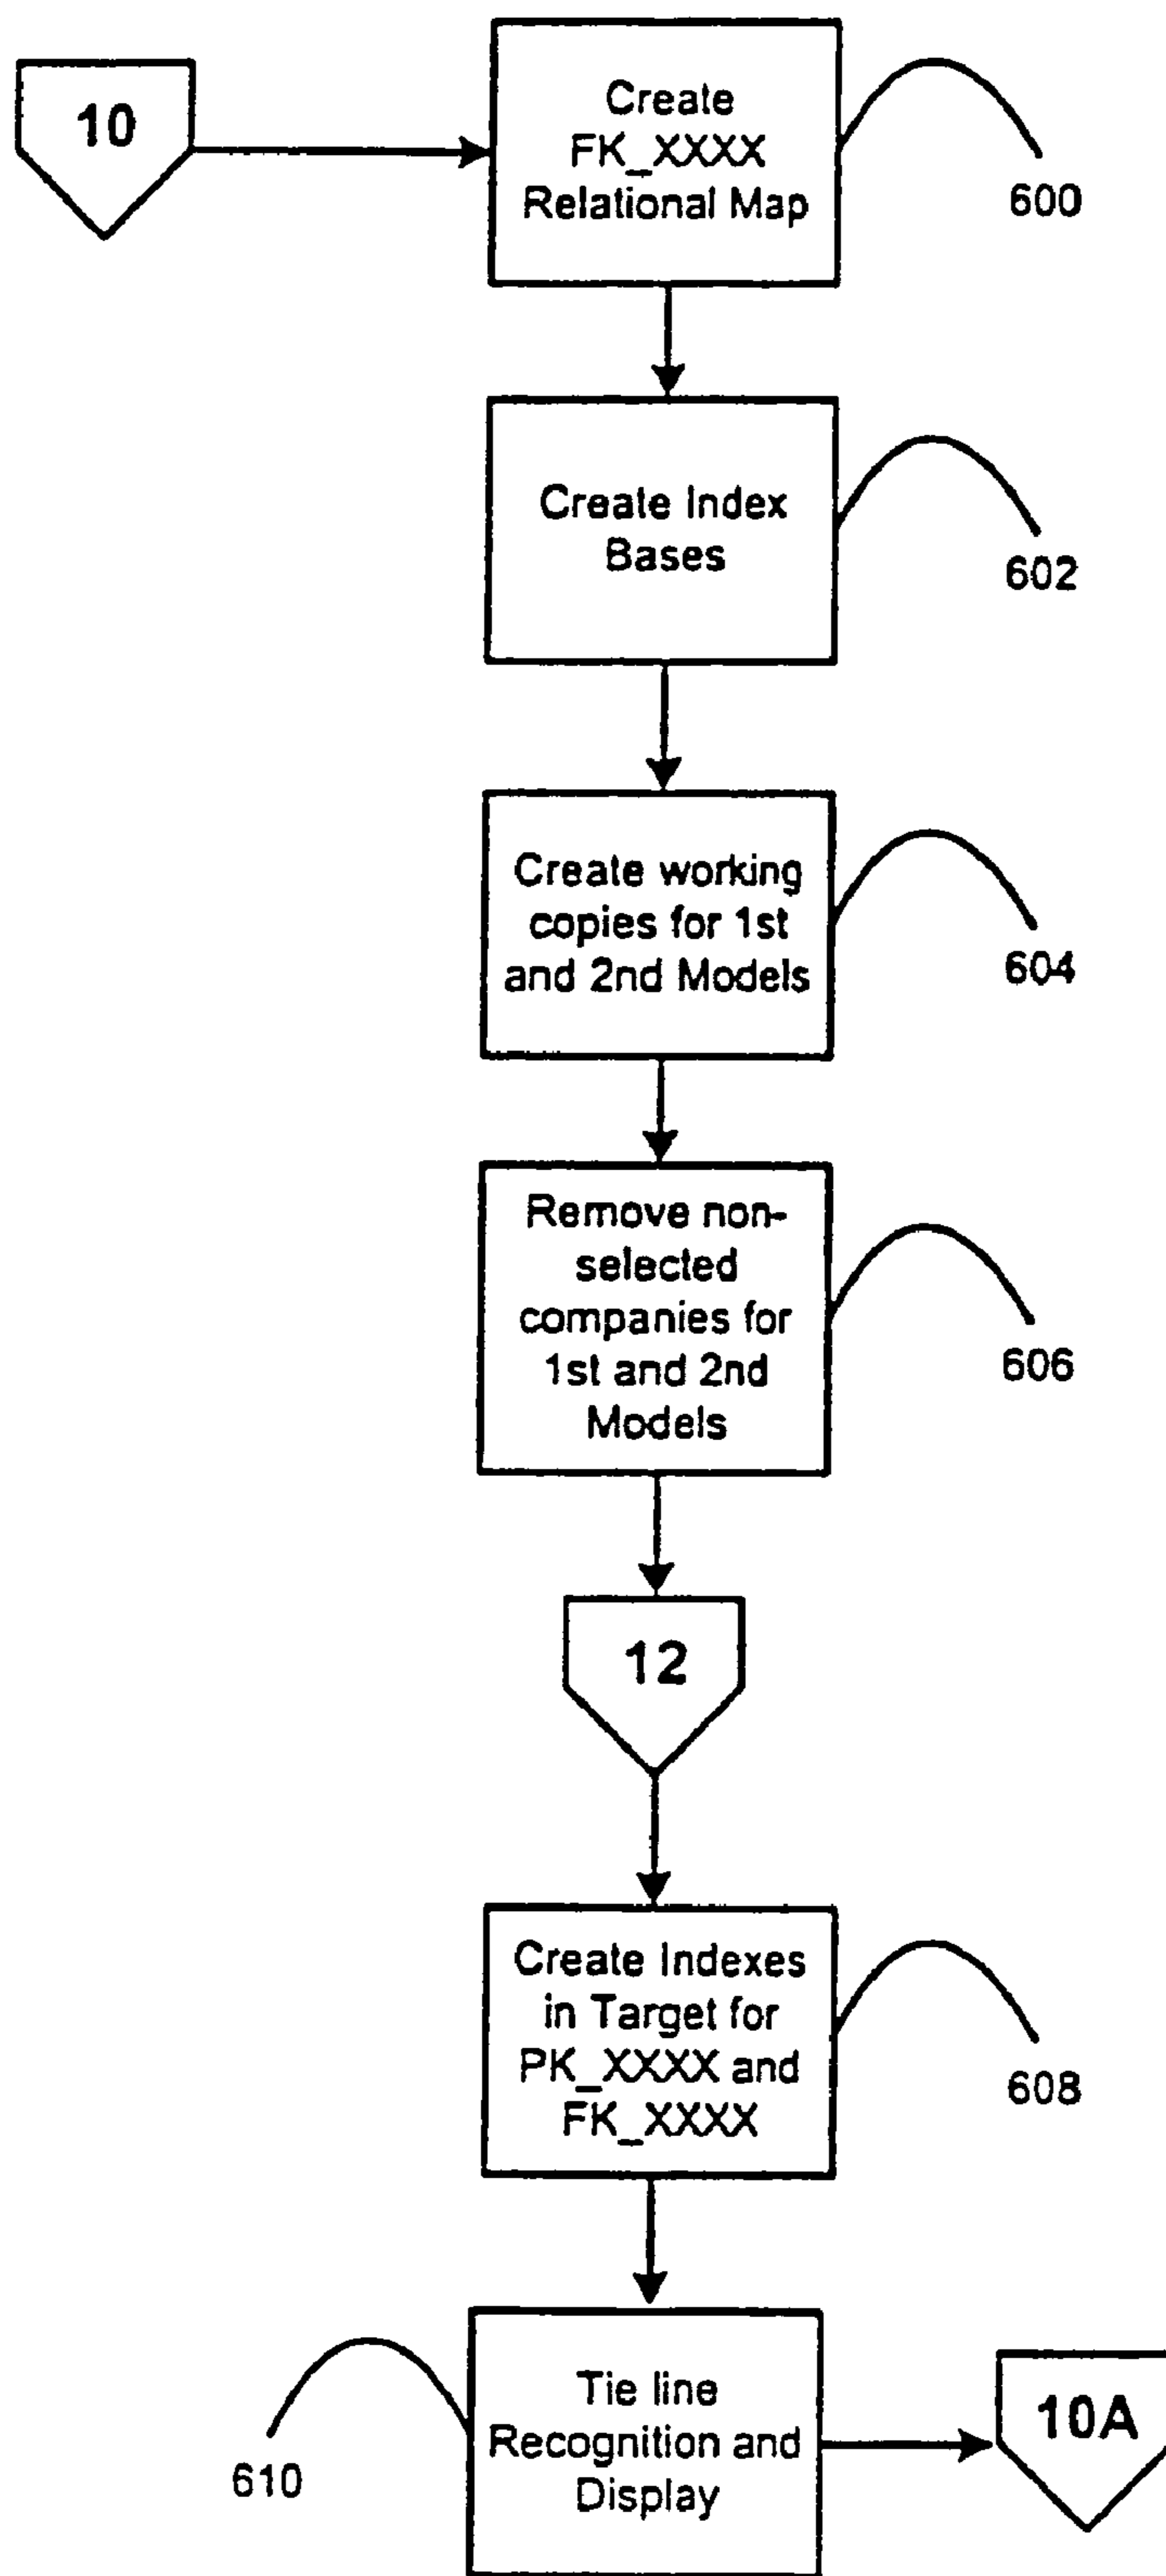 10
Create
FK_XXXX
Relational Map
600
Create Index
Bases
602
Create working
copies for 1st
and 2nd Models
604
Remove non-
selected
companies for
1st and 2nd
Models
606
12
Create Indexes
in Target for
PK_XXXX and
FK_XXXX
608
Tie line
Recognition and
Display
610
10A